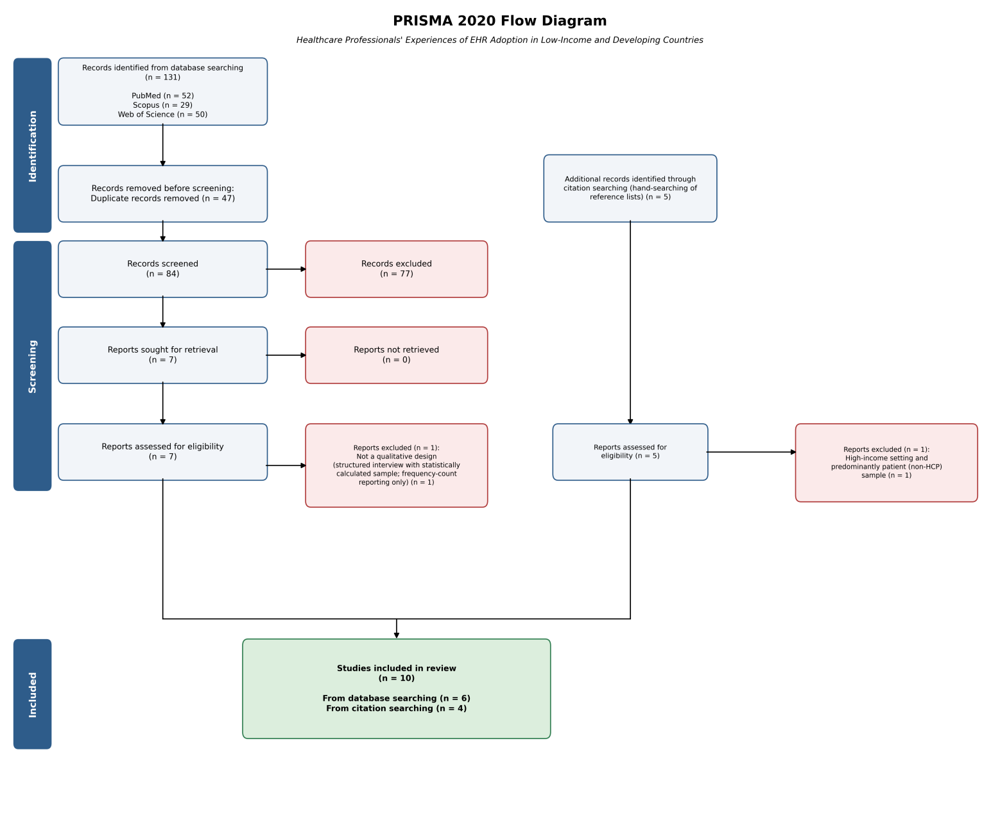 PRISMA 2020 Flow Diagram
Healthcare Professionals' Experiences of EHR Adoption in Low-Income and Developing Countries
Identification
Records identified from database searching
(n = 131)
PubMed (n = 52)
Scopus (n = 29)
Web of Science (n = 50)
Records removed before screening:
Duplicate records removed (n = 47)
Additional records identified through
citation searching (hand-searching of
reference lists) (n = 5)
Screening
Records screened
(n = 84)
Records excluded
(n = 77)
Reports sought for retrieval
(n = 7)
Reports not retrieved
(n = 0)
Reports assessed for eligibility
(n = 7)
Reports excluded (n = 1):
Not a qualitative design
(structured interview with statistically
calculated sample; frequency-count
reporting only) (n = 1)
Reports assessed for
eligibility (n = 5)
Reports excluded (n = 1):
High-income setting and
predominantly patient (non-HCP)
sample (n = 1)
Included
Studies included in review
(n = 10)
From database searching (n = 6)
From citation searching (n = 4)